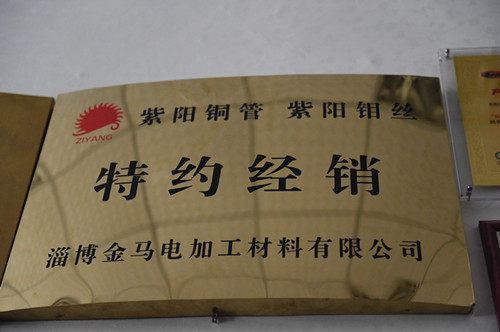 紫阳铜管 紫阳钼丝
ZIYANG
特约经销
淄博金马电加工材料有限公司